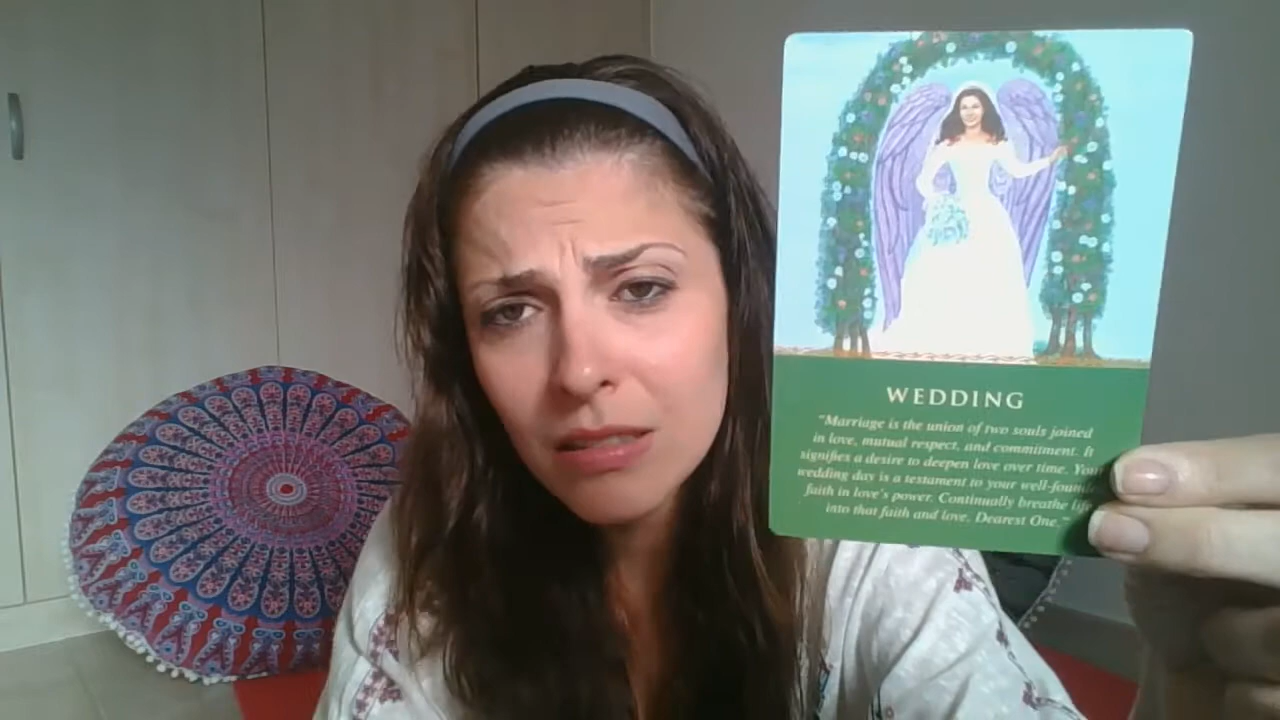 WEDDING
"Marriage is the union of two souls joined
in love, mutual respect, and commitment. It
signifies a desire to deepen love over time. Your
wedding day is a testament to your well-found
faith in love's power. Continually breathe life
into that faith and love, Dearest One."